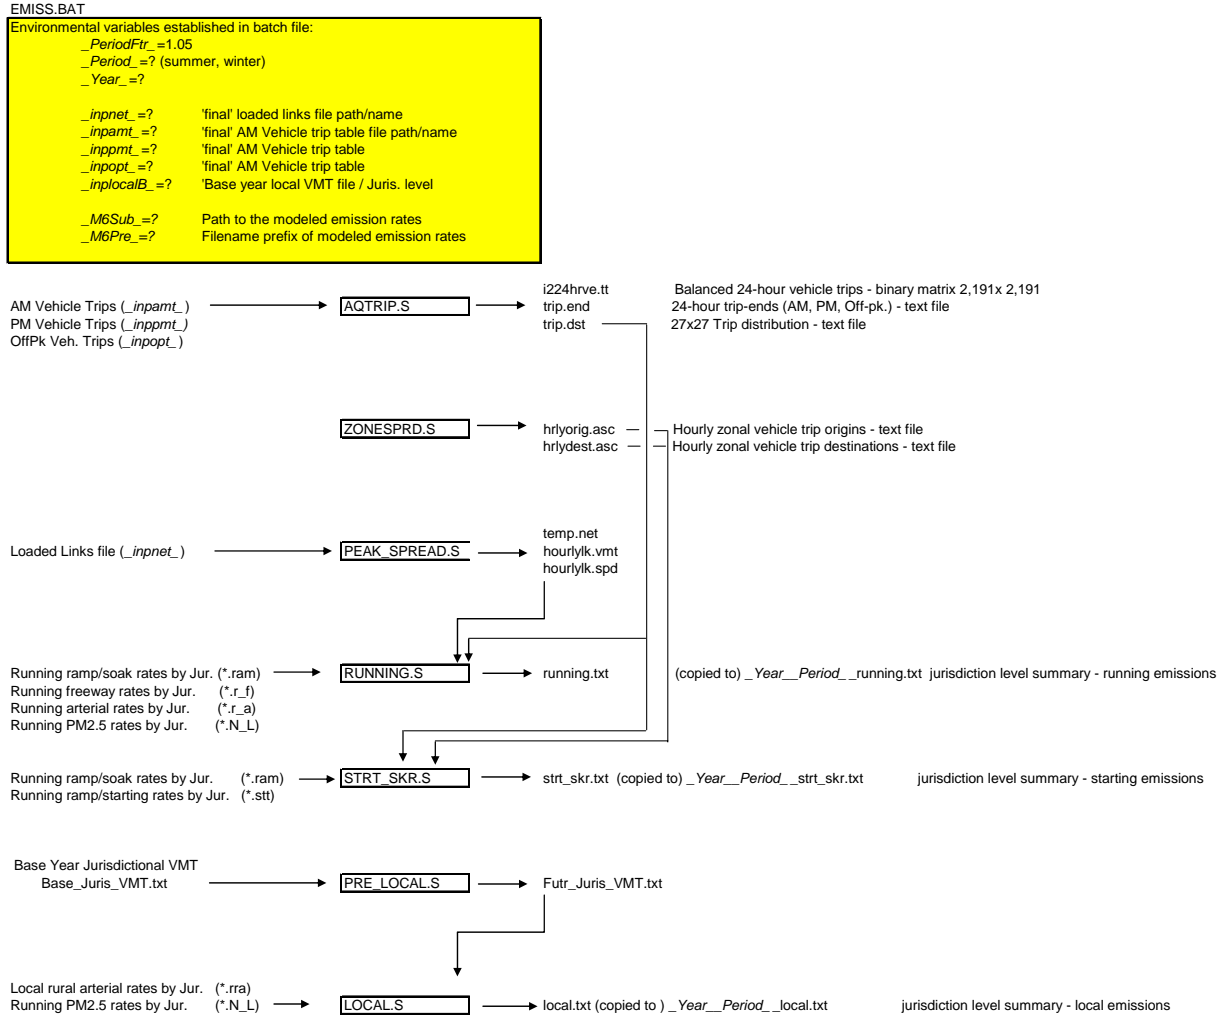 EMISS.BAT
Environmental variables established in batch file:
_PeriodFtr_=1.05
_Period_=? (summer, winter)
_Year_=?
_inpnet_=? 'final' loaded links file path/name
_inpamt_=? 'final' AM Vehicle trip table file path/name
_inppmt_=? 'final' AM Vehicle trip table
_inpopt_=? 'final' AM Vehicle trip table
_inplocalB_=? 'Base year local VMT file / Juris. level
_M6Sub_=? Path to the modeled emission rates
_M6Pre_=? Filename prefix of modeled emission rates
i224hrve.tt Balanced 24-hour vehicle trips - binary matrix 2,191x 2,191
AM Vehicle Trips (_inpamt_) AQTRIP.S trip.end 24-hour trip-ends (AM, PM, Off-pk.) - text file
PM Vehicle Trips (_inppmt_) trip.dst 27x27 Trip distribution - text file
OffPk Veh. Trips (_inpopt_)
ZONESPRD.S hrlyorig.asc Hourly zonal vehicle trip origins - text file
hrlydest.asc Hourly zonal vehicle trip destinations - text file
temp.net
Loaded Links file (_inpnet_) PEAK_SPREAD.S hourlylk.vmt
hourlylk.spd
Running ramp/soak rates by Jur. (*.ram) RUNNING.S running.txt (copied to) _Year__Period__running.txt jurisdiction level summary - running emissions
Running freeway rates by Jur. (*.r_f)
Running arterial rates by Jur. (*.r_a)
Running PM2.5 rates by Jur. (*.N_L)
Running ramp/soak rates by Jur. (*.ram) STRT_SKR.S strt_skr.txt (copied to) _Year__Period__strt_skr.txt jurisdiction level summary - starting emissions
Running ramp/starting rates by Jur. (*.stt)
Base Year Jurisdictional VMT
Base_Juris_VMT.txt PRE_LOCAL.S Futr_Juris_VMT.txt
Local rural arterial rates by Jur. (*.rra)
Running PM2.5 rates by Jur. (*.N_L) LOCAL.S local.txt (copied to ) _Year__Period__local.txt jurisdiction level summary - local emissions